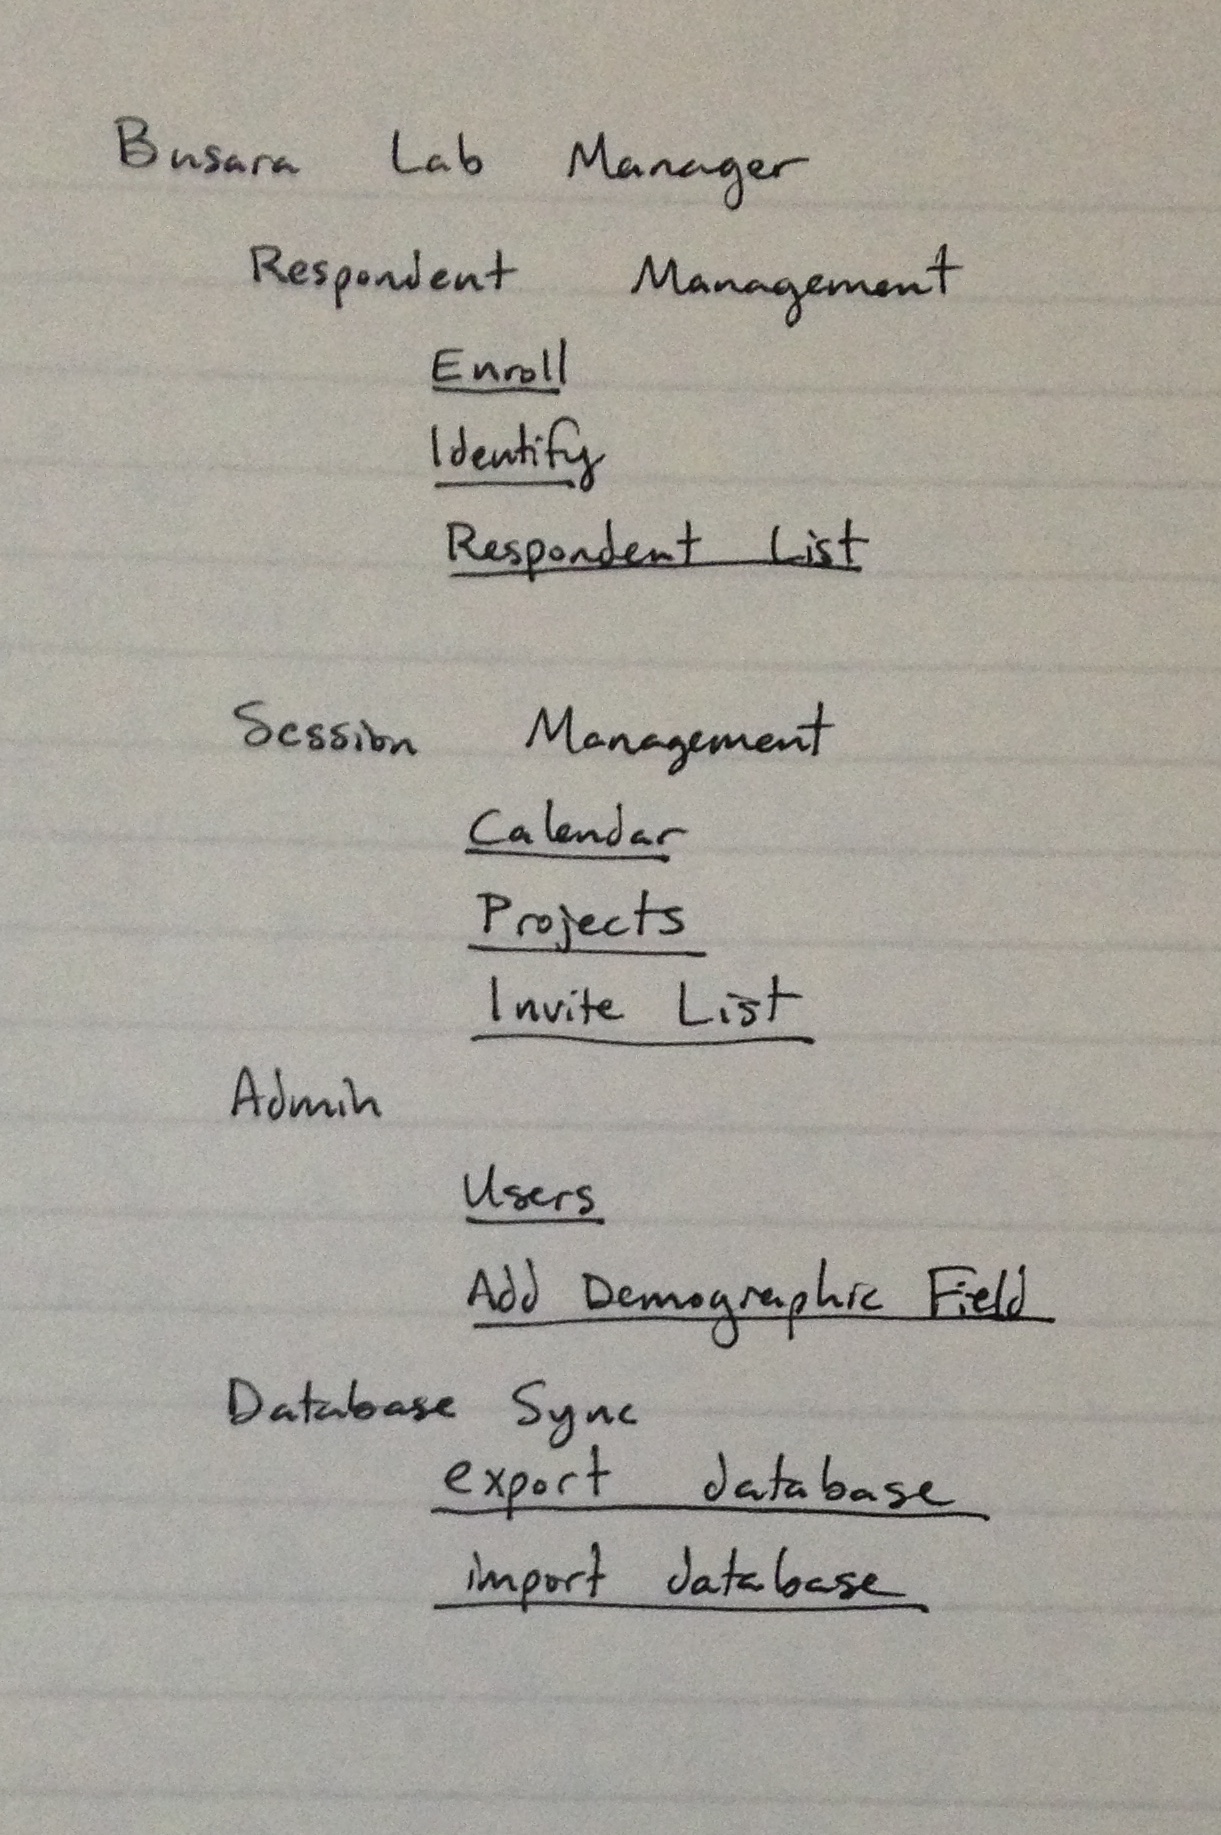 Busara Lab Manager
Respondent Management
Enroll
Identify
Respondent List
Session Management
Calendar
Projects
Invite List
Admin
Users
Add Demographic Field
Database Sync
export database
import database